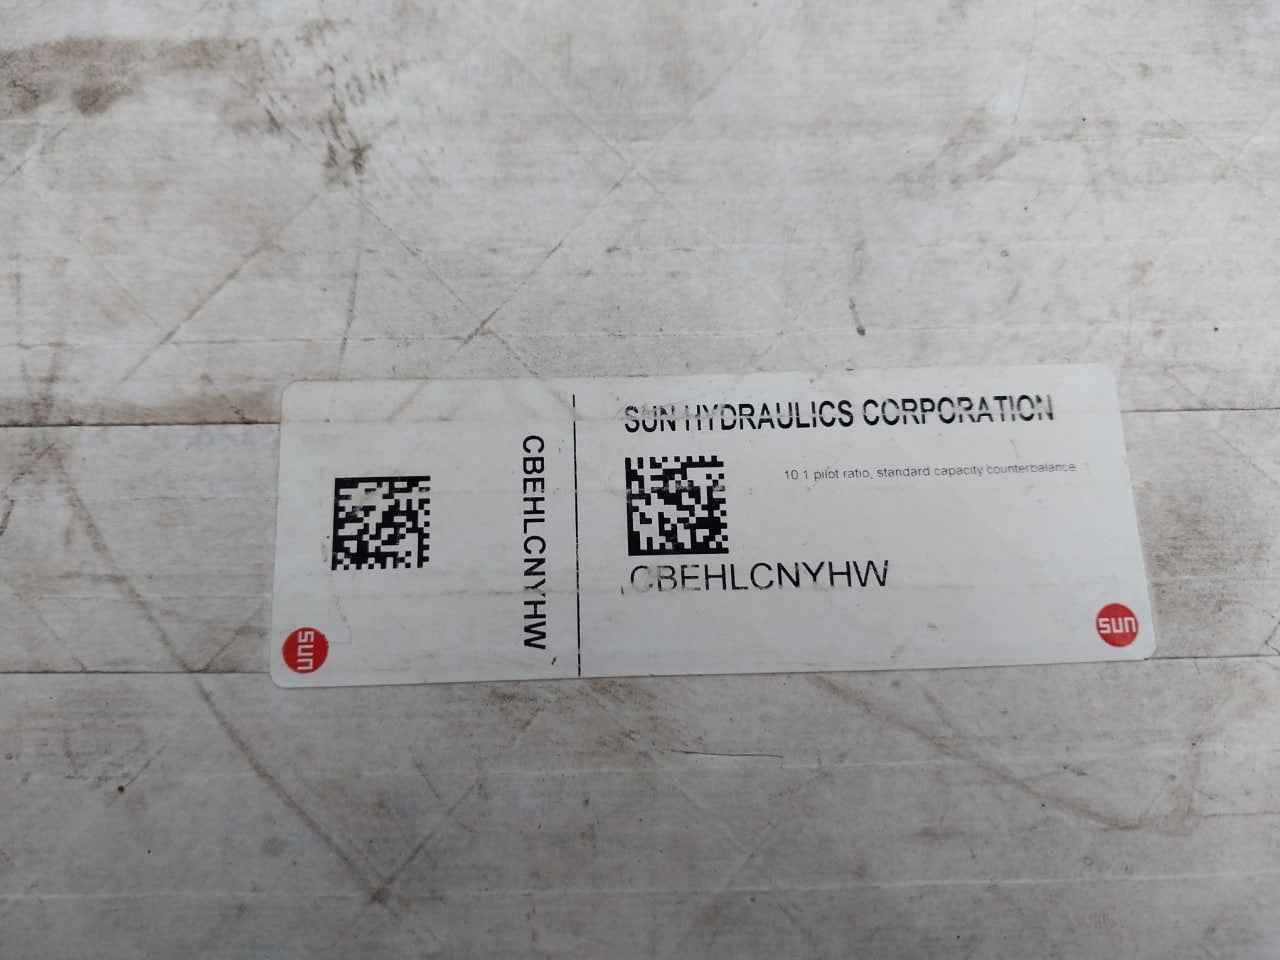 CBEHLCNYHW
sun
SUN HYDRAULICS CORPORATION
10:1 pilot ratio, standard capacity counterbalance
CBEHLCNYHW
sun